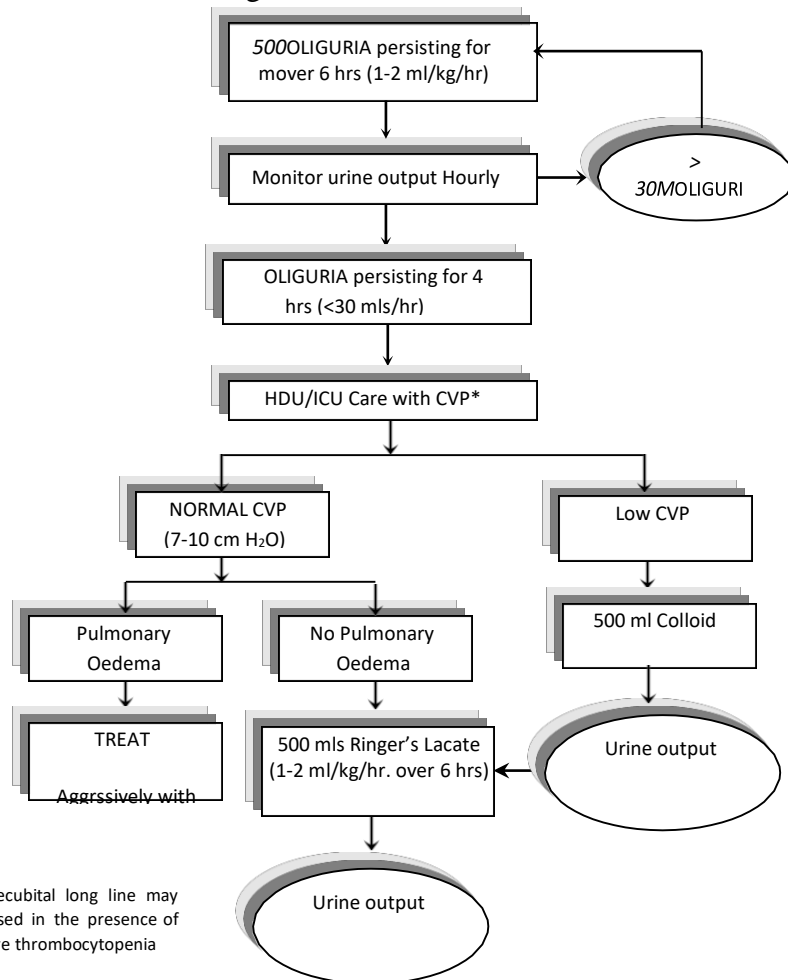 500OLIGURIA persisting for
mover 6 hrs (1-2 ml/kg/hr)
Monitor urine output Hourly
>
30MOLIGURI
OLIGURIA persisting for 4
hrs (<30 mls/hr)
HDU/ICU Care with CVP*
NORMAL CVP
(7-10 cm H₂O)
Low CVP
Pulmonary
Oedema
No Pulmonary
Oedema
500 ml Colloid
TREAT
Aggrssively with
500 mls Ringer’s Lacate
(1-2 ml/kg/hr. over 6 hrs)
Urine output
Urine output
ecubital long line may
sed in the presence of
e thrombocytopenia